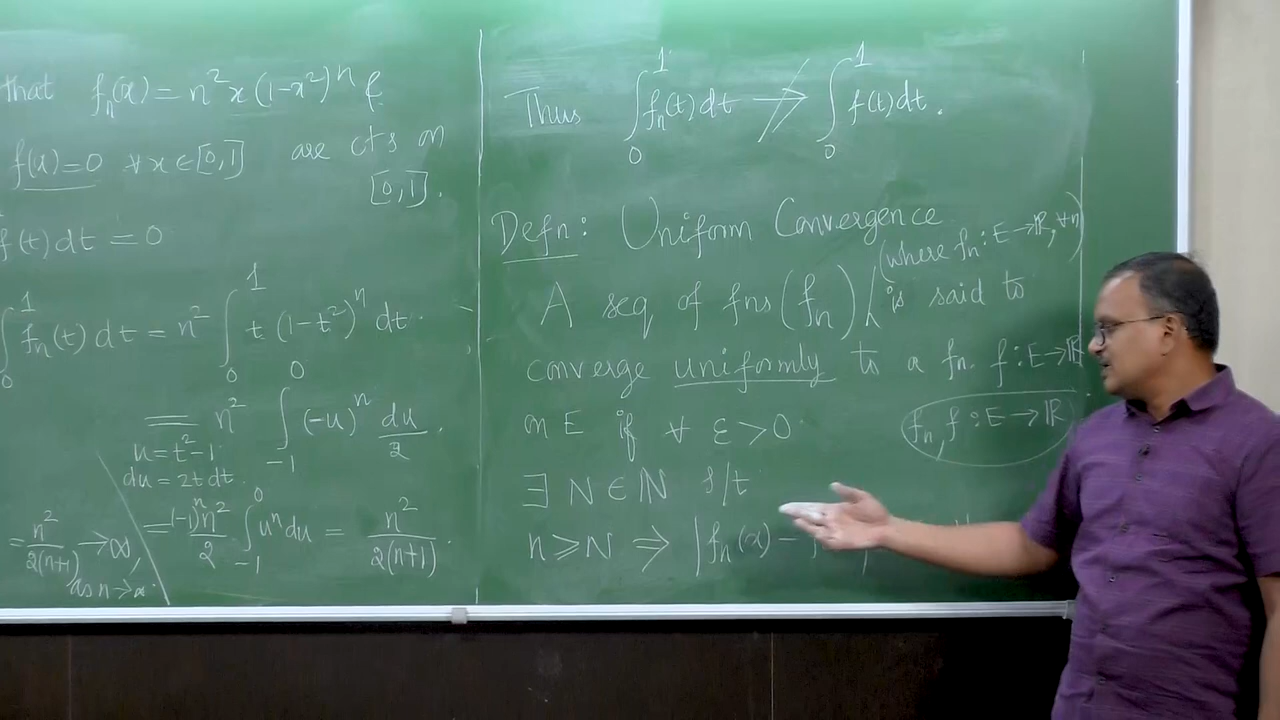 that fₙ(x) = n²x(1-x²)ⁿ &
f(x)=0 ∀x∈[0,1] are cts on
[0,1].
f(t)dt = 0
∫₀¹ fₙ(t)dt = n² ∫₀¹ t(1-t²)ⁿ dt.
= n² ∫₋₁ (-u)ⁿ du/2.
u = t²-1
du = 2t dt.
= (-1)ⁿn²/2 ∫₋₁⁰ uⁿdu = n²/2(n+1).
= n²/2(n+1) → ∞,
as n→∞.
Thus ∫₀¹ fₙ(t)dt ↛ ∫₀¹ f(t)dt.
Defn: Uniform Convergence
(where fₙ: E→ℝ, ∀n)
A seq of fns (fₙ) is said to
converge uniformly to a fn. f: E→ℝ
on E if ∀ ε>0
fₙ, f : E→ℝ
∃ N∈ℕ s/t
n≥N ⇒ |fₙ(x) -